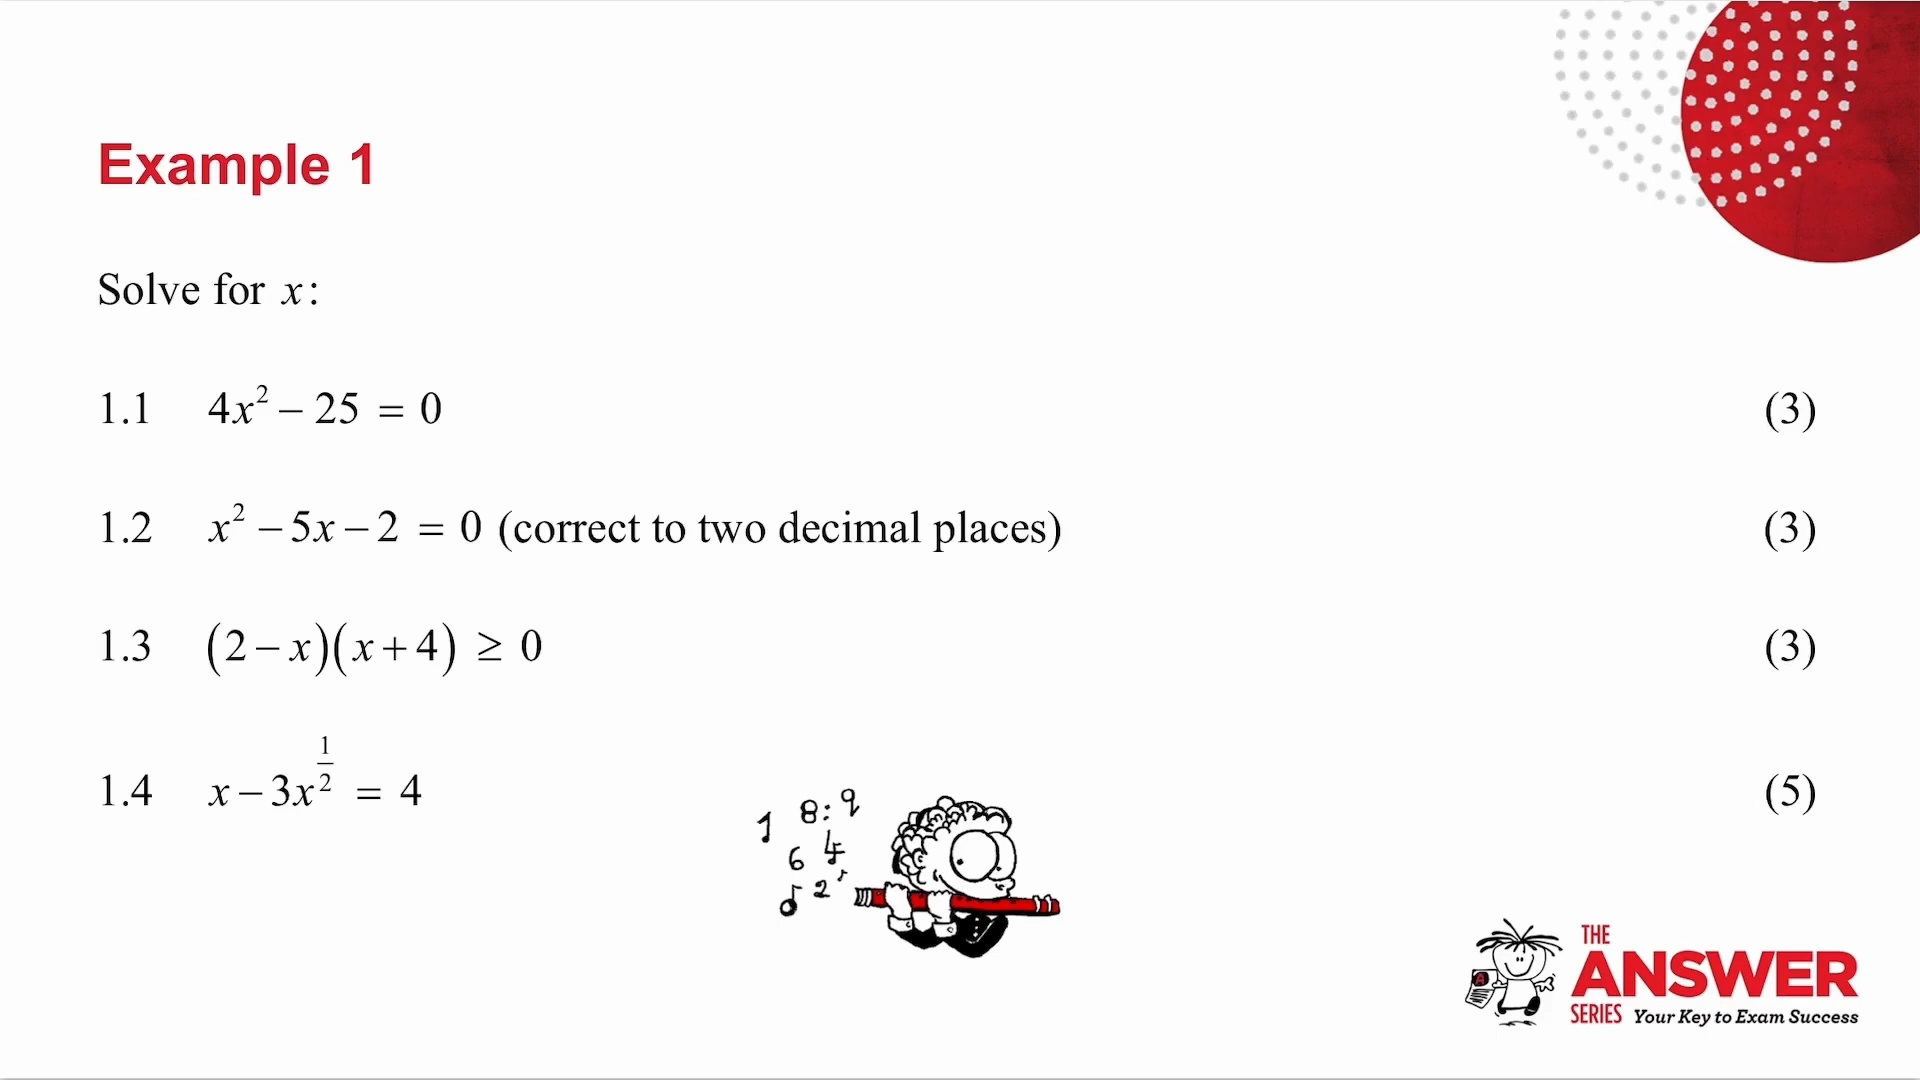 Example 1
Solve for x:
1.1 4x² – 25 = 0 (3)
1.2 x² – 5x – 2 = 0 (correct to two decimal places) (3)
1.3 (2 – x)(x + 4) ≥ 0 (3)
1.4 x – 3x^(1/2) = 4 (5)
1 8:9
6 4
2
THE
ANSWER
SERIES Your Key to Exam Success